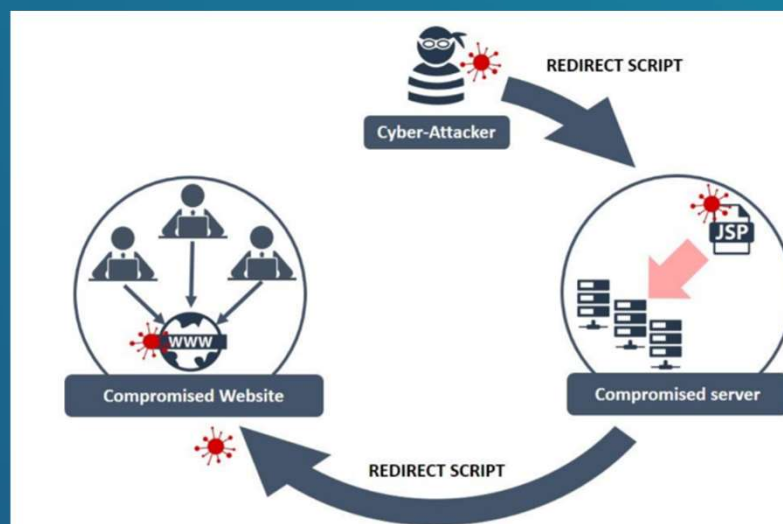 REDIRECT SCRIPT
Cyber-Attacker
JSP
WWW
Compromised Website
Compromised server
REDIRECT SCRIPT